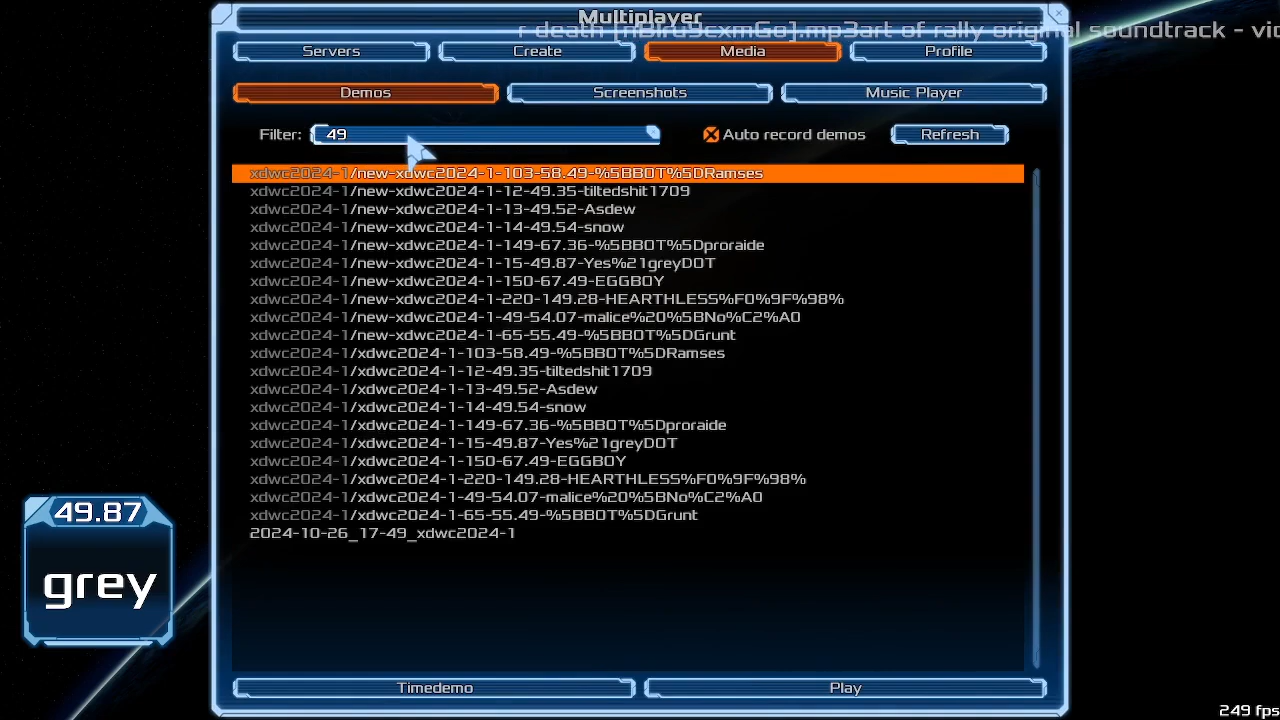 Multiplayer
r death [nBiru9cxmGo].mp3art of rally original soundtrack - vic
Servers Create Media Profile
Demos Screenshots Music Player
Filter: 49 Auto record demos Refresh
xdwc2024-1/new-xdwc2024-1-103-58.49-%5BBOT%5DRamses
xdwc2024-1/new-xdwc2024-1-12-49.35-tiltedshit1709
xdwc2024-1/new-xdwc2024-1-13-49.52-Asdew
xdwc2024-1/new-xdwc2024-1-14-49.54-snow
xdwc2024-1/new-xdwc2024-1-149-67.36-%5BBOT%5Dproraide
xdwc2024-1/new-xdwc2024-1-15-49.87-Yes%21greyDOT
xdwc2024-1/new-xdwc2024-1-150-67.49-EGGBOY
xdwc2024-1/new-xdwc2024-1-220-149.28-HEARTHLESS%F0%9F%98%
xdwc2024-1/new-xdwc2024-1-49-54.07-malice%20%5BNo%C2%A0
xdwc2024-1/new-xdwc2024-1-65-55.49-%5BBOT%5DGrunt
xdwc2024-1/xdwc2024-1-103-58.49-%5BBOT%5DRamses
xdwc2024-1/xdwc2024-1-12-49.35-tiltedshit1709
xdwc2024-1/xdwc2024-1-13-49.52-Asdew
xdwc2024-1/xdwc2024-1-14-49.54-snow
xdwc2024-1/xdwc2024-1-149-67.36-%5BBOT%5Dproraide
xdwc2024-1/xdwc2024-1-15-49.87-Yes%21greyDOT
xdwc2024-1/xdwc2024-1-150-67.49-EGGBOY
xdwc2024-1/xdwc2024-1-220-149.28-HEARTHLESS%F0%9F%98%
xdwc2024-1/xdwc2024-1-49-54.07-malice%20%5BNo%C2%A0
xdwc2024-1/xdwc2024-1-65-55.49-%5BBOT%5DGrunt
2024-10-26_17-49_xdwc2024-1
49.87
grey
Timedemo Play
249 fps